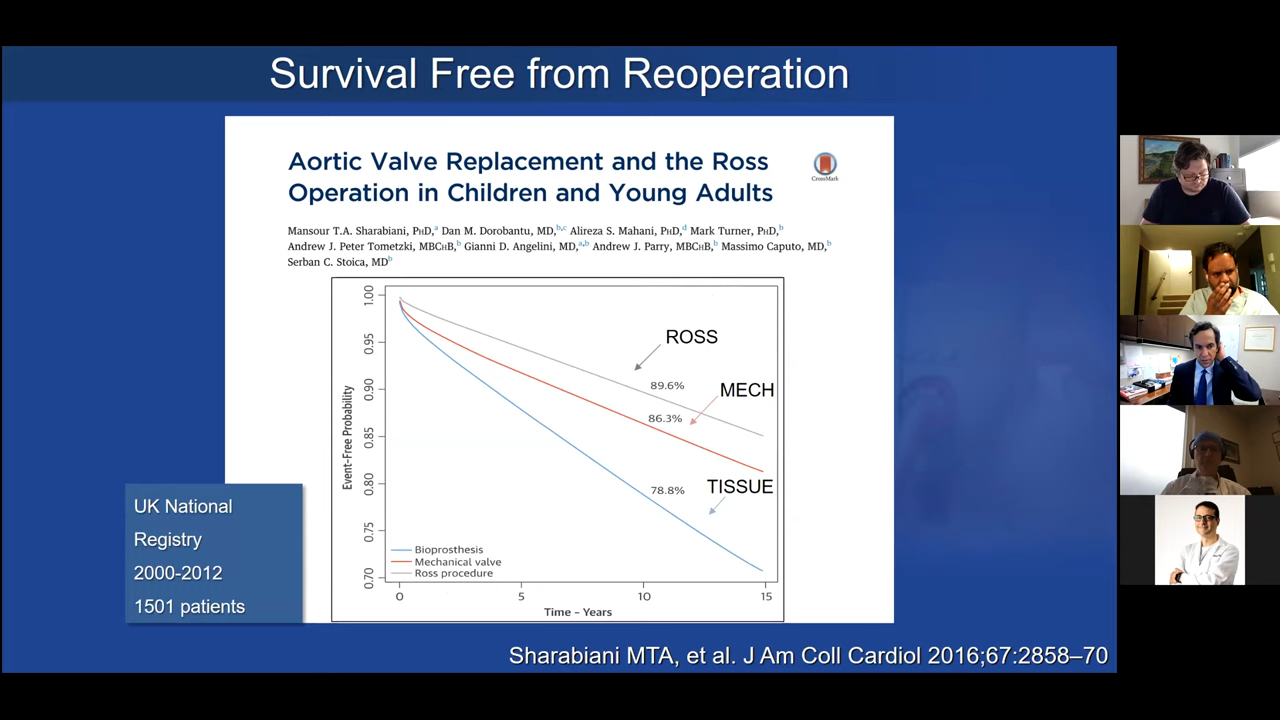 Survival Free from Reoperation
Aortic Valve Replacement and the Ross
Operation in Children and Young Adults
CrossMark
Mansour T.A. Sharabiani, PHD,a Dan M. Dorobantu, MD,b,c Alireza S. Mahani, PHD,d Mark Turner, PHD,b
Andrew J. Peter Tometzki, MBCHB,b Gianni D. Angelini, MD,a,b Andrew J. Parry, MBCHB,b Massimo Caputo, MD,b
Serban C. Stoica, MDb
Event-Free Probability
1.00
0.95
0.90
0.85
0.80
0.75
0.70
ROSS
89.6%
MECH
86.3%
78.8%
TISSUE
Bioprosthesis
Mechanical valve
Ross procedure
0 5 10 15
Time – Years
UK National
Registry
2000-2012
1501 patients
Sharabiani MTA, et al. J Am Coll Cardiol 2016;67:2858–70